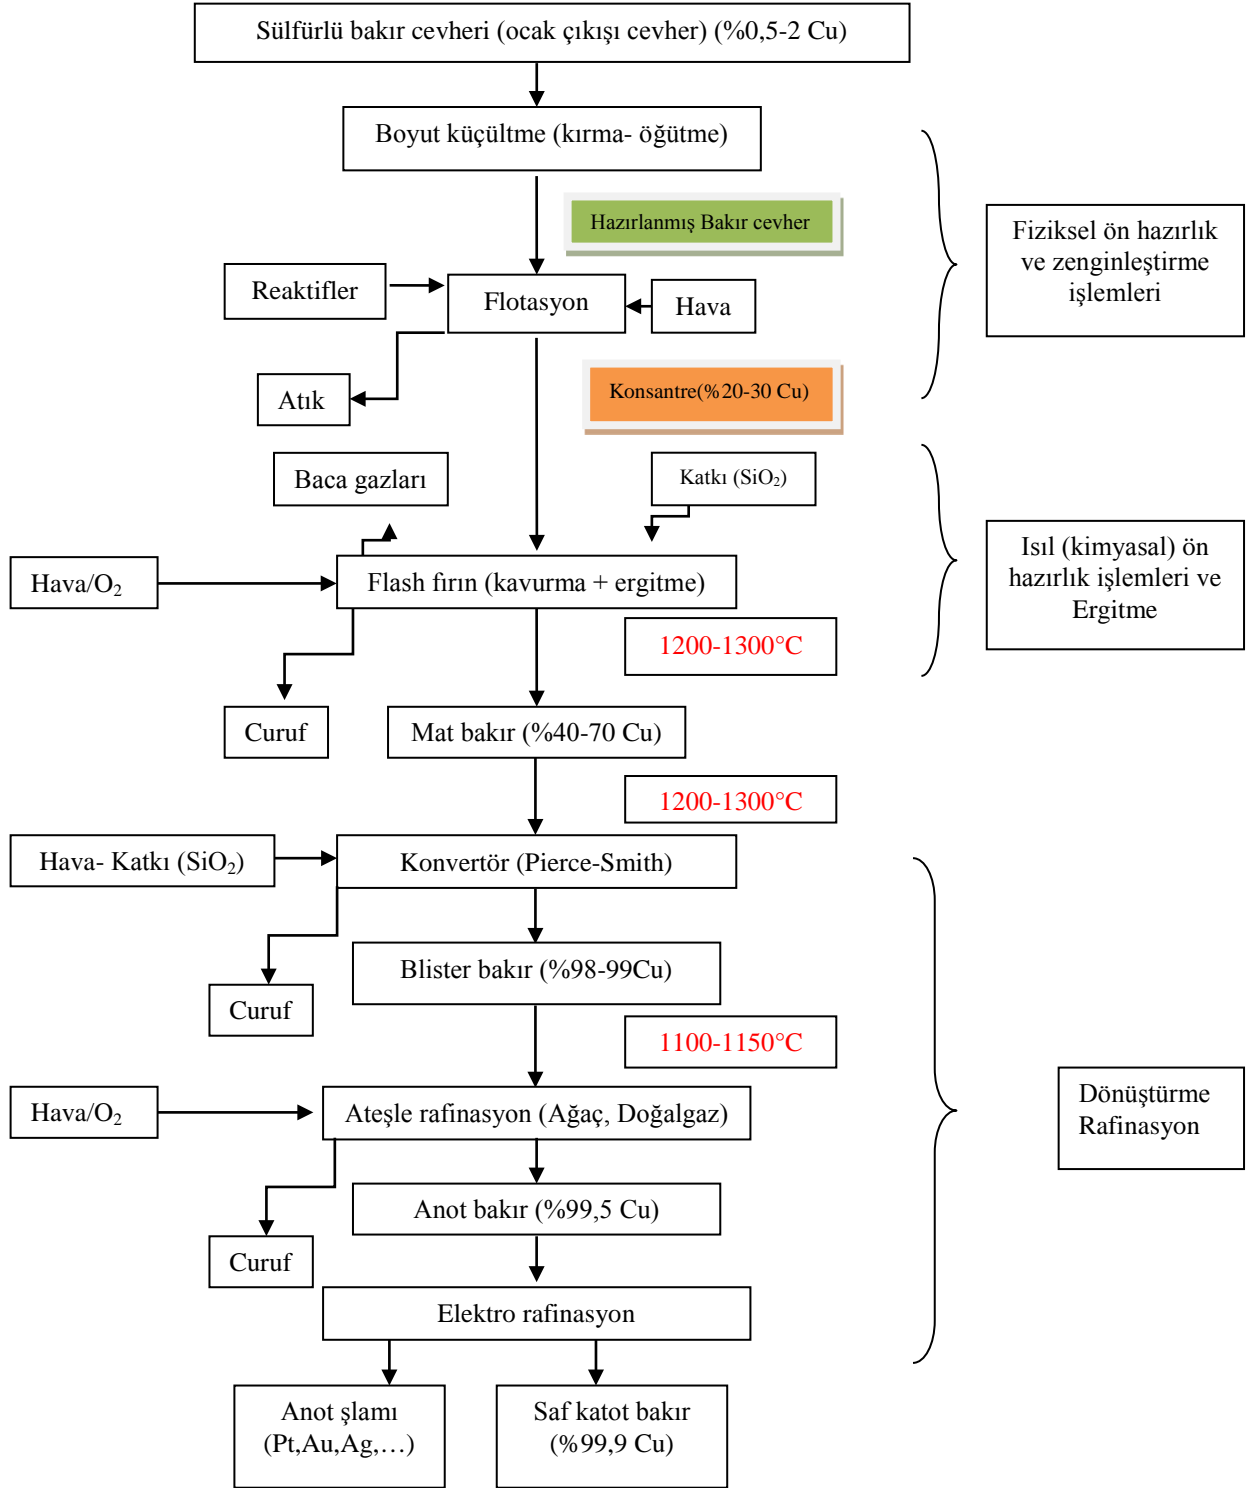 Sülfürlü bakır cevheri (ocak çıkışı cevher) (%0,5-2 Cu)
Boyut küçültme (kırma- öğütme)
Hazırlanmış Bakır cevher
Fiziksel ön hazırlık
ve zenginleştirme
işlemleri
Reaktifler
Flotasyon
Hava
Atık
Konsantre(%20-30 Cu)
Baca gazları
Katkı (SiO₂)
Hava/O₂
Flash fırın (kavurma + ergitme)
Isıl (kimyasal) ön
hazırlık işlemleri ve
Ergitme
1200-1300°C
Curuf
Mat bakır (%40-70 Cu)
1200-1300°C
Hava- Katkı (SiO₂)
Konvertör (Pierce-Smith)
Blister bakır (%98-99Cu)
Curuf
1100-1150°C
Hava/O₂
Ateşle rafinasyon (Ağaç, Doğalgaz)
Dönüştürme
Rafinasyon
Anot bakır (%99,5 Cu)
Curuf
Elektro rafinasyon
Anot şlamı
(Pt,Au,Ag,…)
Saf katot bakır
(%99,9 Cu)